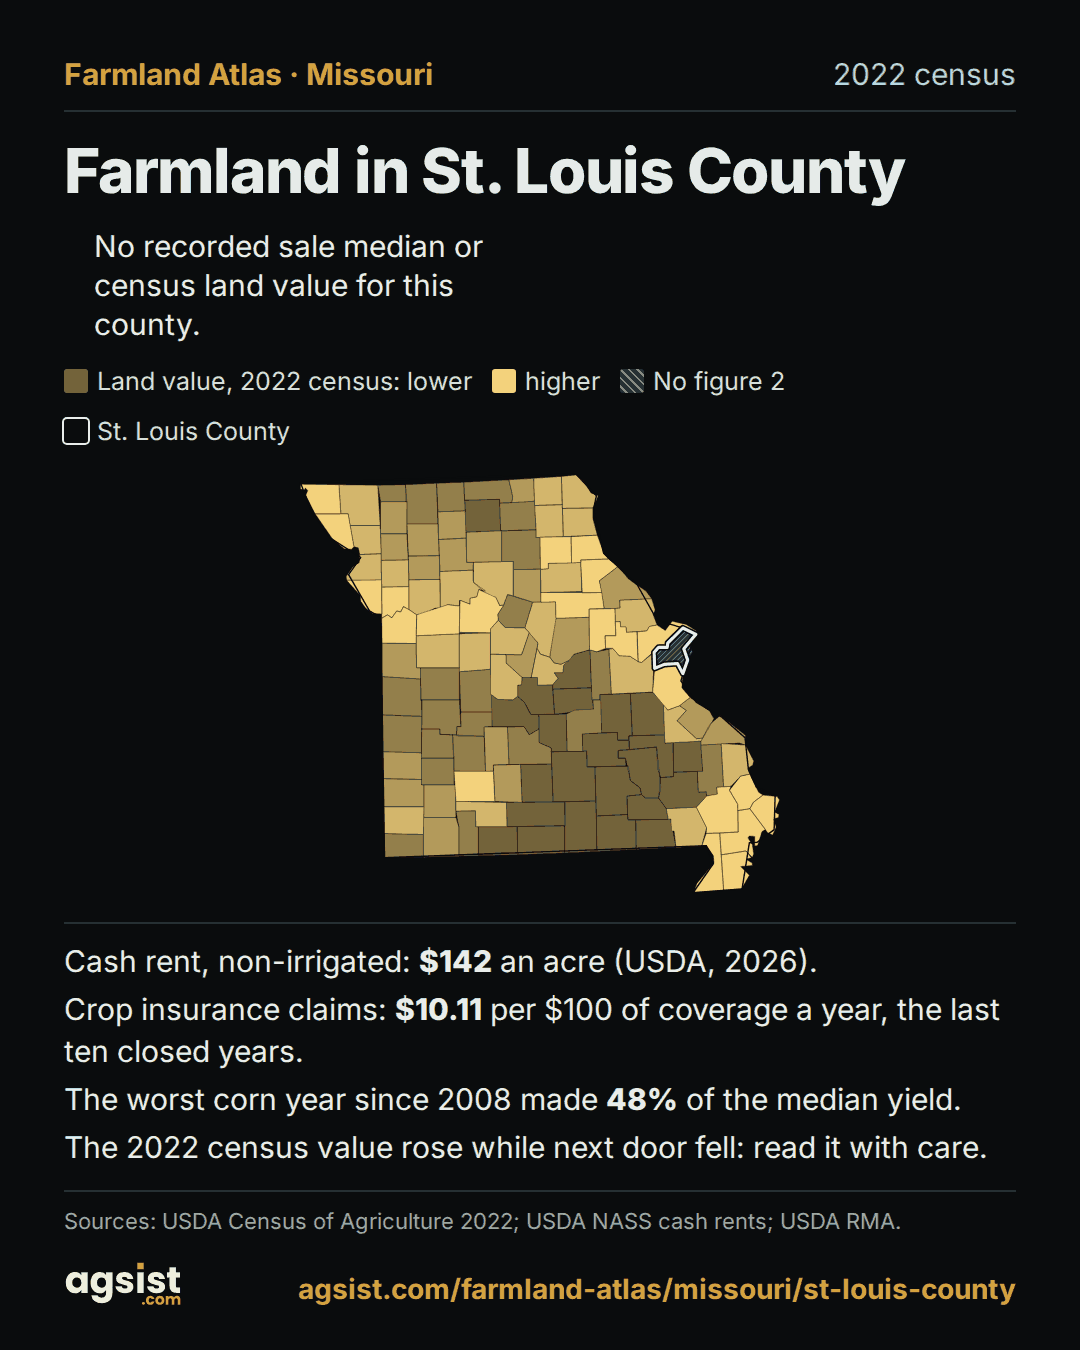 Farmland Atlas · Missouri
2022 census
Farmland in St. Louis County
No recorded sale median or
census land value for this
county.
Land value, 2022 census: lower
higher
No figure 2
St. Louis County
Cash rent, non-irrigated: $142 an acre (USDA, 2026).
Crop insurance claims: $10.11 per $100 of coverage a year, the last
ten closed years.
The worst corn year since 2008 made 48% of the median yield.
The 2022 census value rose while next door fell: read it with care.
Sources: USDA Census of Agriculture 2022; USDA NASS cash rents; USDA RMA.
agsist
.com
agsist.com/farmland-atlas/missouri/st-louis-county